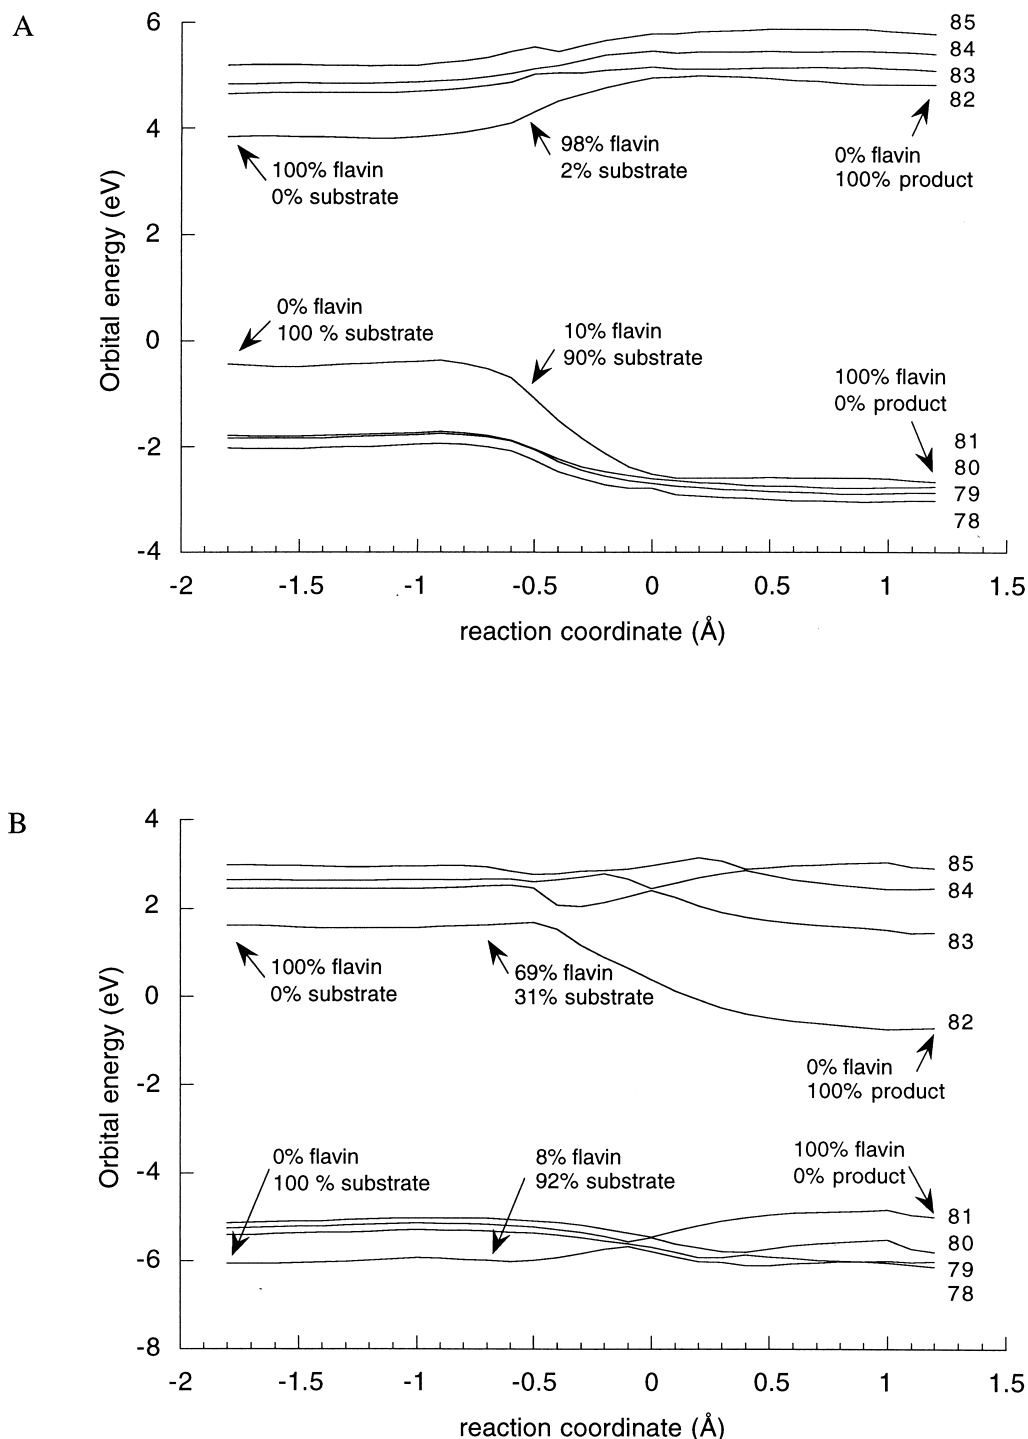 A
6
4
2
0
-2
-4
Orbital energy (eV)
85
84
83
82
100% flavin
0% substrate
98% flavin
2% substrate
0% flavin
100% product
0% flavin
100 % substrate
10% flavin
90% substrate
100% flavin
0% product
81
80
79
78
-2
-1.5
-1
-0.5
0
0.5
1
1.5
reaction coordinate (Å)
B
4
2
0
-2
-4
-6
-8
Orbital energy (eV)
85
84
83
82
100% flavin
0% substrate
69% flavin
31% substrate
0% flavin
100% product
0% flavin
100 % substrate
8% flavin
92% substrate
100% flavin
0% product
81
80
79
78
-2
-1.5
-1
-0.5
0
0.5
1
1.5
reaction coordinate (Å)